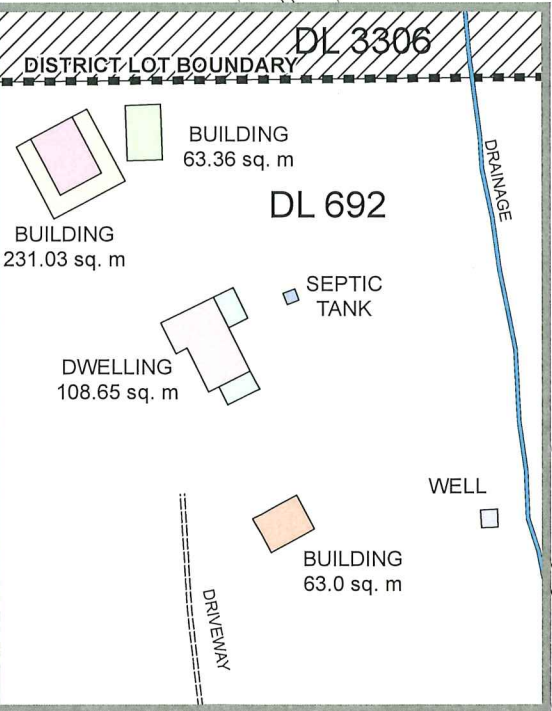 DL 3306
DISTRICT LOT BOUNDARY
BUILDING
63.36 sq. m
DRAINAGE
DL 692
BUILDING
231.03 sq. m
SEPTIC
TANK
DWELLING
108.65 sq. m
WELL
BUILDING
63.0 sq. m
DRIVEWAY